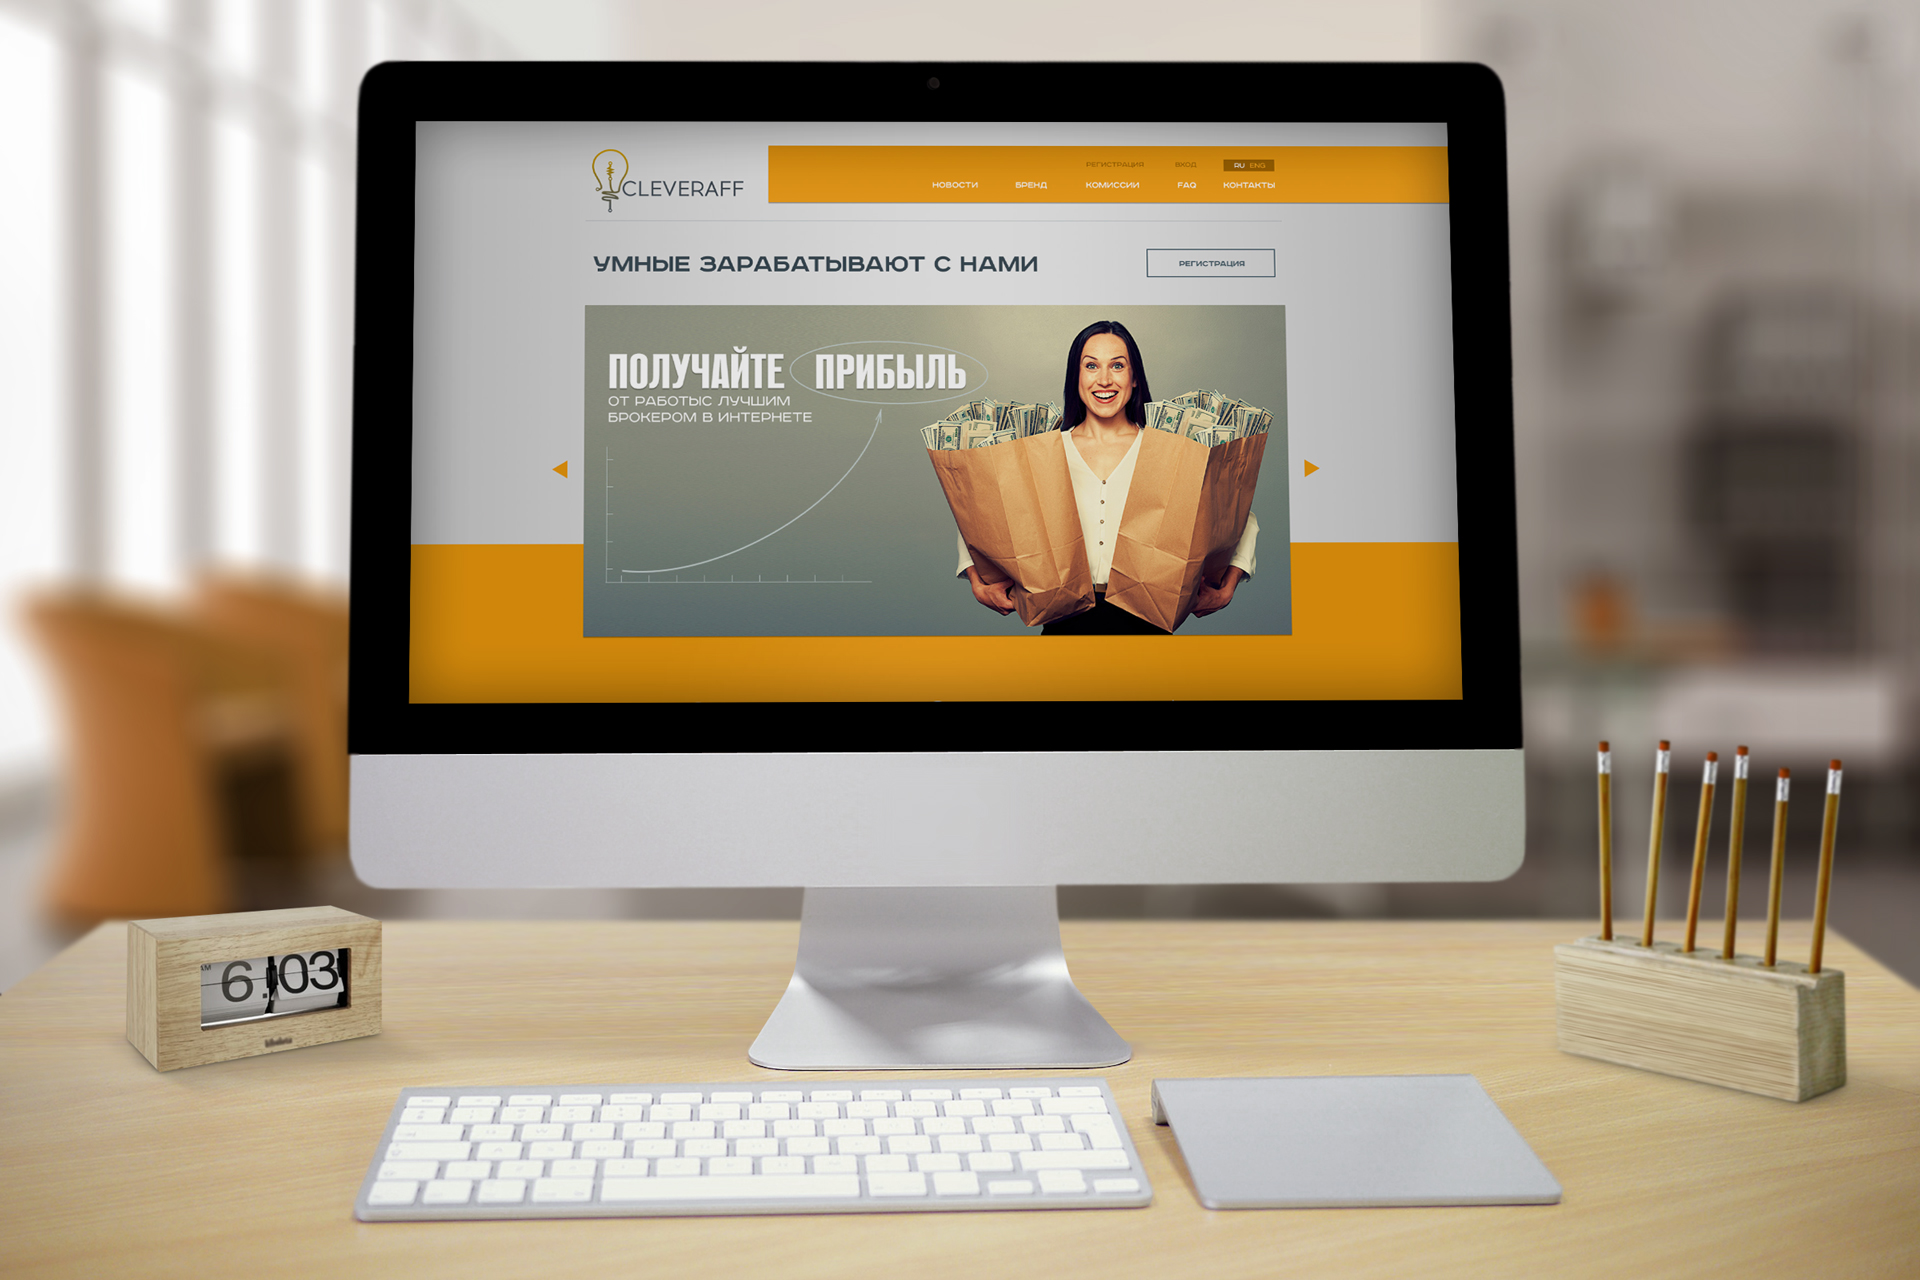 CLEVERAFF
РЕГИСТРАЦИЯ ВХОД RU ENG
НОВОСТИ БРЕНД КОМИССИИ FAQ КОНТАКТЫ
УМНЫЕ ЗАРАБАТЫВАЮТ С НАМИ
РЕГИСТРАЦИЯ
ПОЛУЧАЙТЕ ПРИБЫЛЬ
ОТ РАБОТЫС ЛУЧШИМ
БРОКЕРОМ В ИНТЕРНЕТЕ
AM 6:03